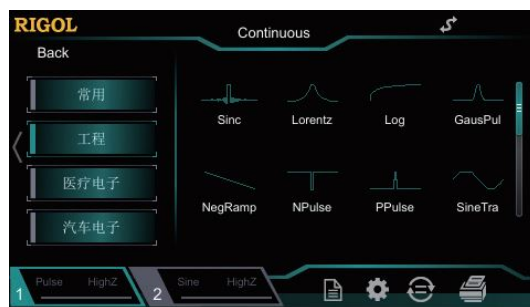 RIGOL
Continuous
Back
常用
工程
医疗电子
汽车电子
Sinc
Lorentz
Log
GausPul
NegRamp
NPulse
PPulse
SineTra
1
Pulse
HighZ
2
Sine
HighZ